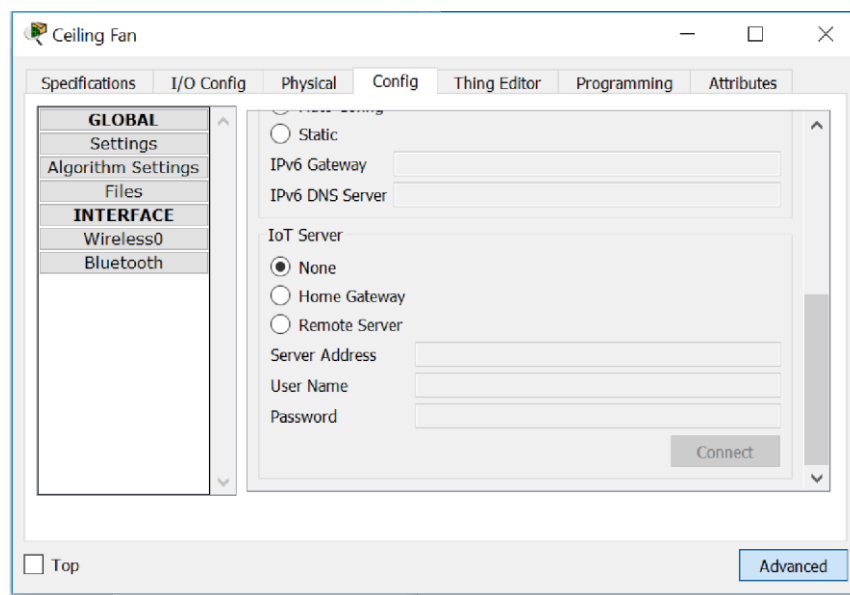 Ceiling Fan
Specifications I/O Config Physical Config Thing Editor Programming Attributes
GLOBAL
Settings
Algorithm Settings
Files
INTERFACE
Wireless0
Bluetooth
Static
IPv6 Gateway
IPv6 DNS Server
IoT Server
None
Home Gateway
Remote Server
Server Address
User Name
Password
Connect
Top
Advanced